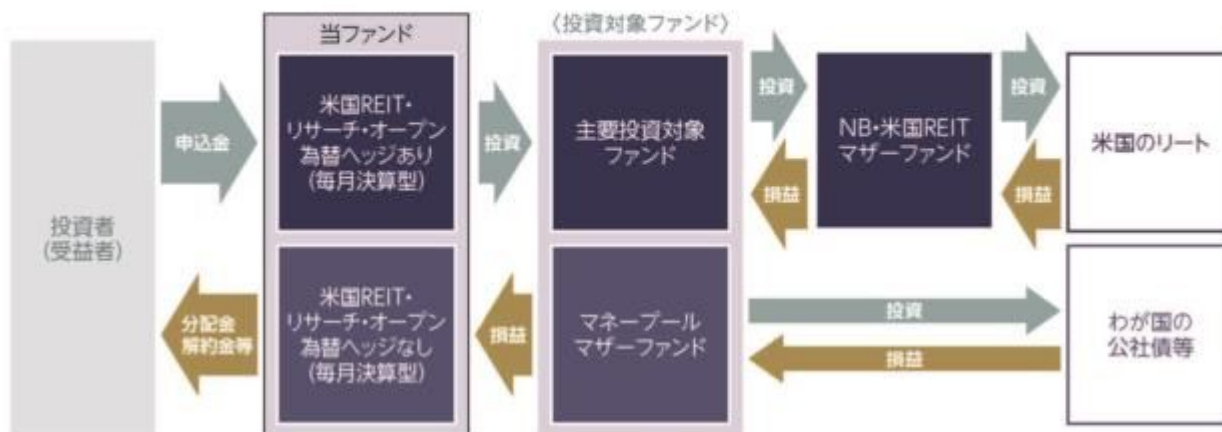 投資者
(受益者)
申込金
分配金
解約金等
当ファンド
米国REIT・
リサーチ・オープン
為替ヘッジあり
(毎月決算型)
米国REIT・
リサーチ・オープン
為替ヘッジなし
(毎月決算型)
投資
損益
〈投資対象ファンド〉
主要投資対象
ファンド
マネープール
マザーファンド
投資
損益
NB・米国REIT
マザーファンド
投資
損益
米国のリート
投資
損益
わが国の
公社債等